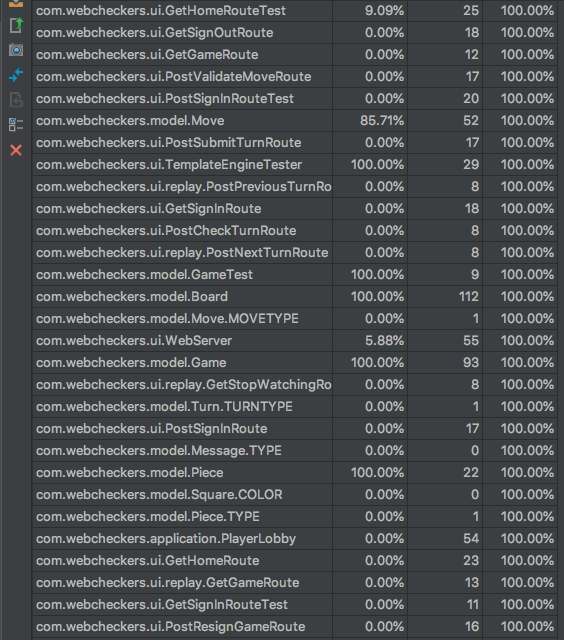 com.webcheckers.ui.GetHomeRouteTest 9.09% 25 100.00%
com.webcheckers.ui.GetSignOutRoute 0.00% 18 100.00%
com.webcheckers.ui.GetGameRoute 0.00% 12 100.00%
com.webcheckers.ui.PostValidateMoveRoute 0.00% 17 100.00%
com.webcheckers.ui.PostSignInRouteTest 0.00% 20 100.00%
com.webcheckers.model.Move 85.71% 52 100.00%
com.webcheckers.ui.PostSubmitTurnRoute 0.00% 17 100.00%
com.webcheckers.ui.TemplateEngineTester 100.00% 29 100.00%
com.webcheckers.ui.replay.PostPreviousTurnRo 0.00% 8 100.00%
com.webcheckers.ui.GetSignInRoute 0.00% 18 100.00%
com.webcheckers.ui.PostCheckTurnRoute 0.00% 8 100.00%
com.webcheckers.ui.replay.PostNextTurnRoute 0.00% 8 100.00%
com.webcheckers.model.GameTest 100.00% 9 100.00%
com.webcheckers.model.Board 100.00% 112 100.00%
com.webcheckers.model.Move.MOVETYPE 0.00% 1 100.00%
com.webcheckers.ui.WebServer 5.88% 55 100.00%
com.webcheckers.model.Game 100.00% 93 100.00%
com.webcheckers.ui.replay.GetStopWatchingRo 0.00% 8 100.00%
com.webcheckers.model.Turn.TURNTYPE 0.00% 1 100.00%
com.webcheckers.ui.PostSignInRoute 0.00% 17 100.00%
com.webcheckers.model.Message.TYPE 0.00% 0 100.00%
com.webcheckers.model.Piece 100.00% 22 100.00%
com.webcheckers.model.Square.COLOR 0.00% 0 100.00%
com.webcheckers.model.Piece.TYPE 0.00% 1 100.00%
com.webcheckers.application.PlayerLobby 0.00% 54 100.00%
com.webcheckers.ui.GetHomeRoute 0.00% 23 100.00%
com.webcheckers.ui.replay.GetGameRoute 0.00% 13 100.00%
com.webcheckers.ui.GetSignInRouteTest 0.00% 11 100.00%
com.webcheckers.ui.PostResignGameRoute 0.00% 16 100.00%